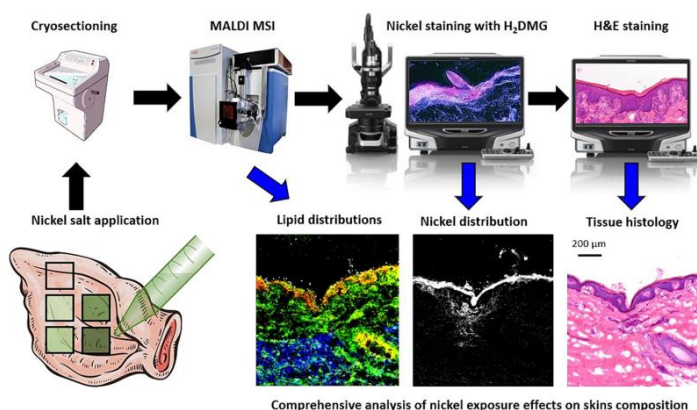 Cryosectioning
MALDI MSI
Nickel staining with H₂DMG
H&E staining
Nickel salt application
Lipid distributions
Nickel distribution
Tissue histology
200 µm
Comprehensive analysis of nickel exposure effects on skins composition